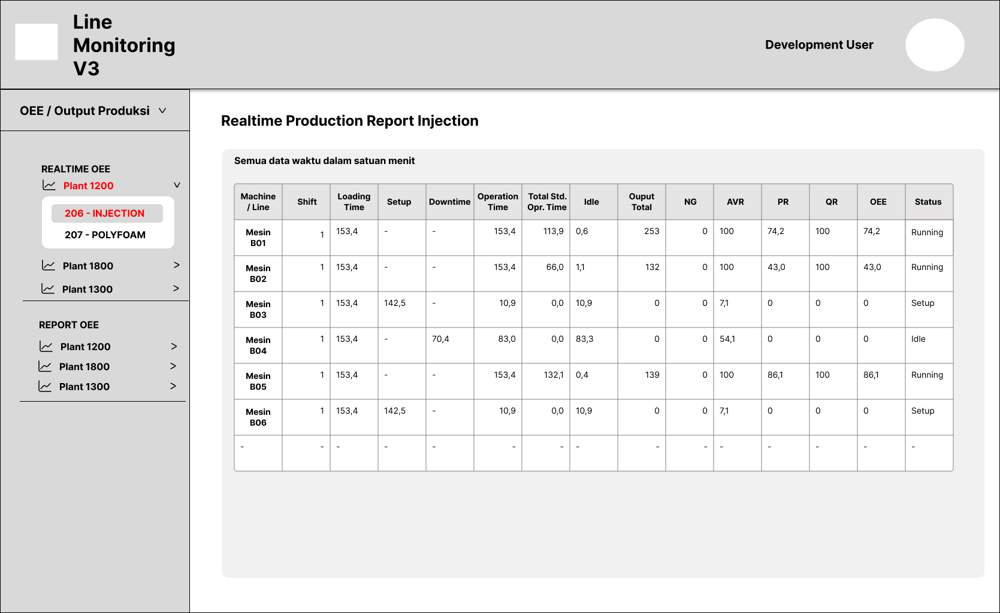 Line
Monitoring
V3
Development User
OEE / Output Produksi
REALTIME OEE
Plant 1200
206 - INJECTION
207 - POLYFOAM
Plant 1800 >
Plant 1300 >
REPORT OEE
Plant 1200 >
Plant 1800 >
Plant 1300 >
Realtime Production Report Injection
Semua data waktu dalam satuan menit
Machine / Line Shift Loading Time Setup Downtime Operation Time Total Std. Opr. Time Idle Ouput Total NG AVR PR QR OEE Status
Mesin B01 1 153,4 - - 153,4 113,9 0,6 253 0 100 74,2 100 74,2 Running
Mesin B02 1 153,4 - - 153,4 66,0 1,1 132 0 100 43,0 100 43,0 Running
Mesin B03 1 153,4 142,5 - 10,9 0,0 10,9 0 0 7,1 0 0 0 Setup
Mesin B04 1 153,4 - 70,4 83,0 0,0 83,3 0 0 54,1 0 0 0 Idle
Mesin B05 1 153,4 - - 153,4 132,1 0,4 139 0 100 86,1 100 86,1 Running
Mesin B06 1 153,4 142,5 - 10,9 0,0 10,9 0 0 7,1 0 0 0 Setup
- - - - - - - - - - - - - - -